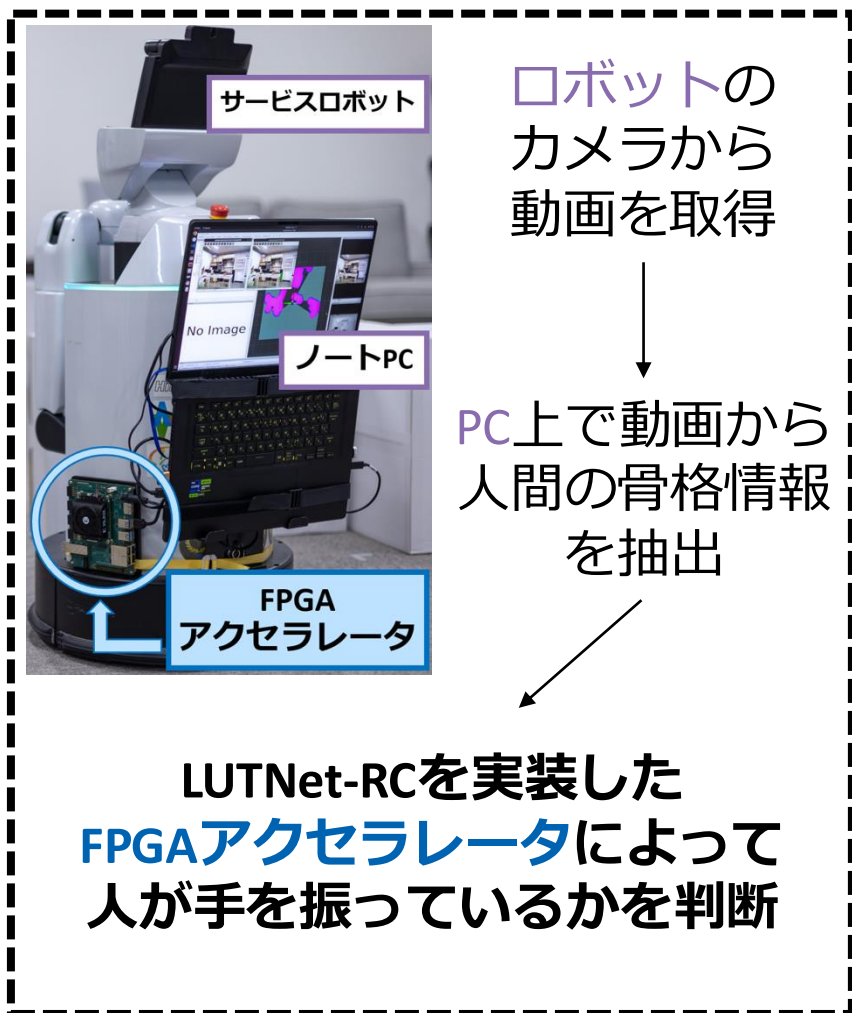 サービスロボット
No Image
ノートPC
FPGA
アクセラレータ
ロボットの
カメラから
動画を取得
PC上で動画から
人間の骨格情報
を抽出
LUTNet-RCを実装した
FPGAアクセラレータによって
人が手を振っているかを判断